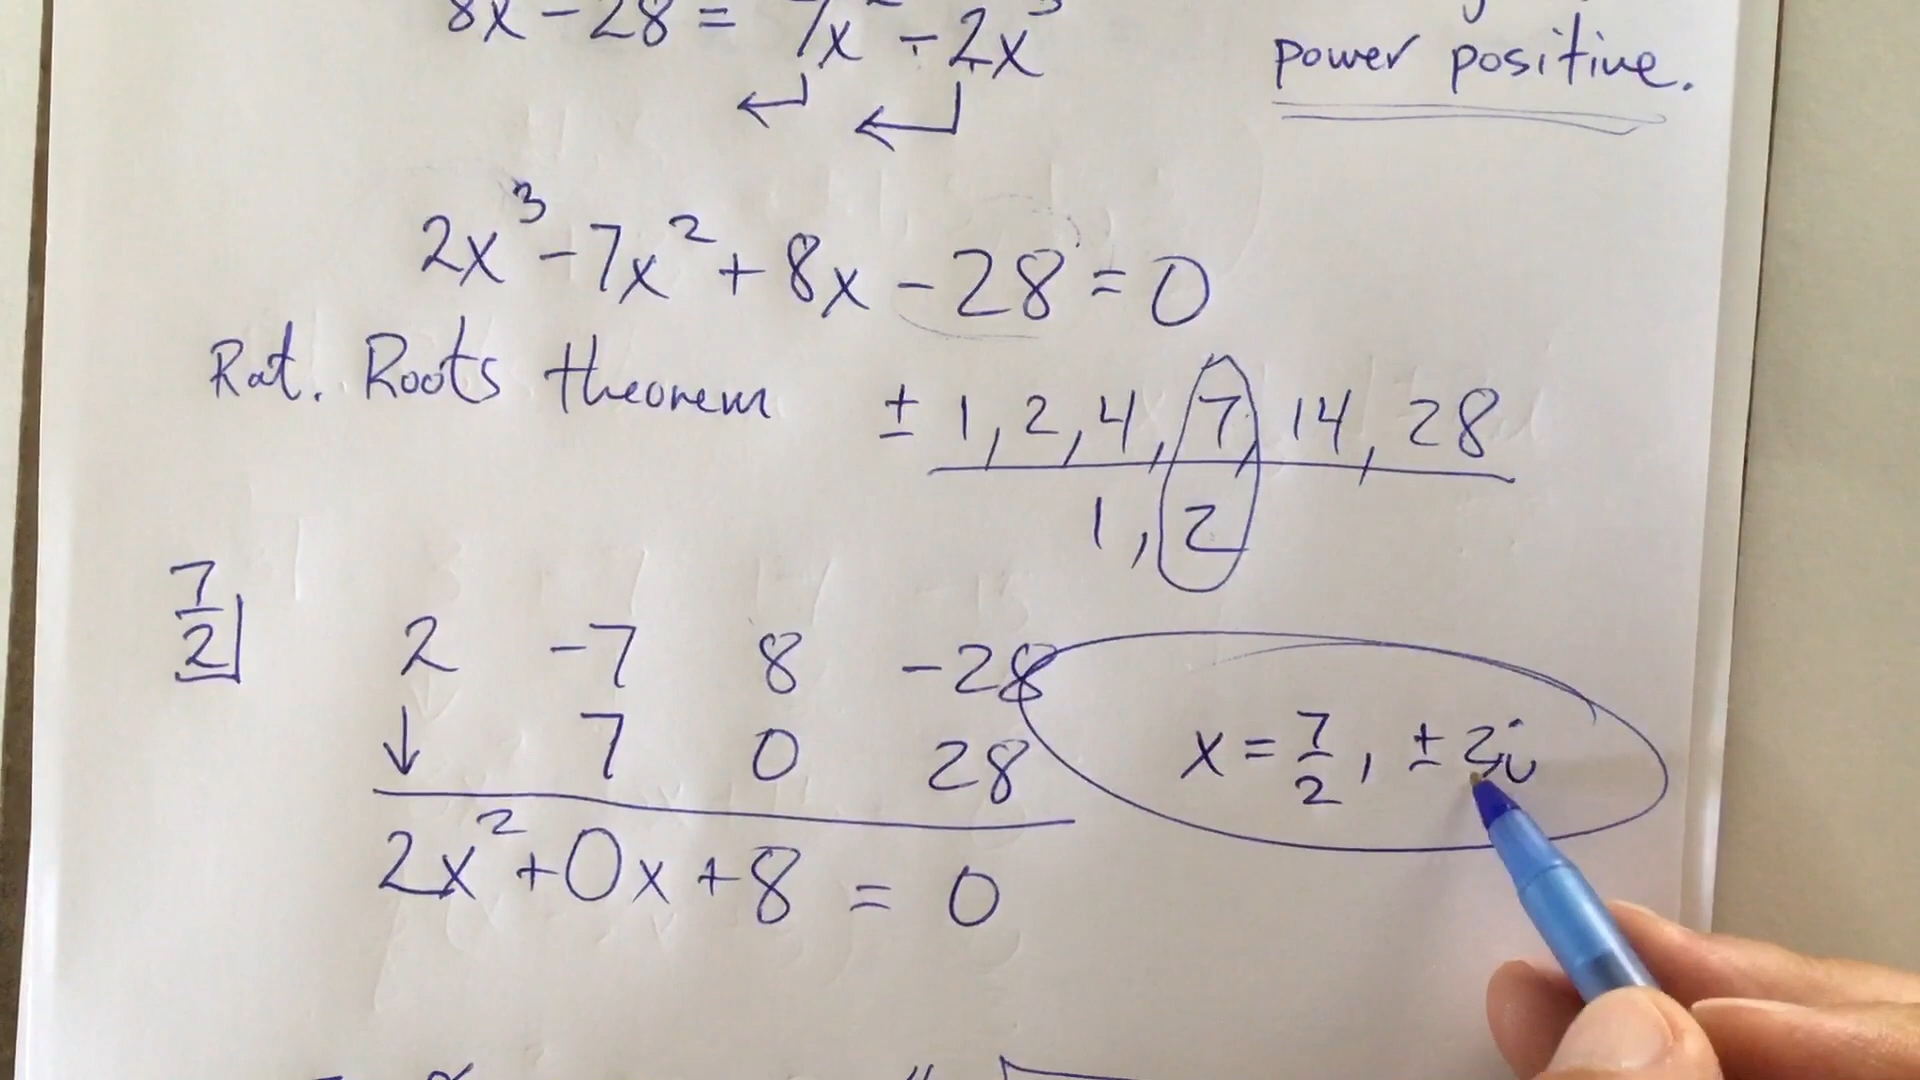 8x - 28 = 7x² - 2x³
power positive.
2x³ - 7x² + 8x - 28 = 0
Rat. Roots theorem ± 1, 2, 4, 7, 14, 28
1, 2
7/2
2 -7 8 -28
↓ 7 0 28
x = 7/2, ± 2i
2x² + 0x + 8 = 0